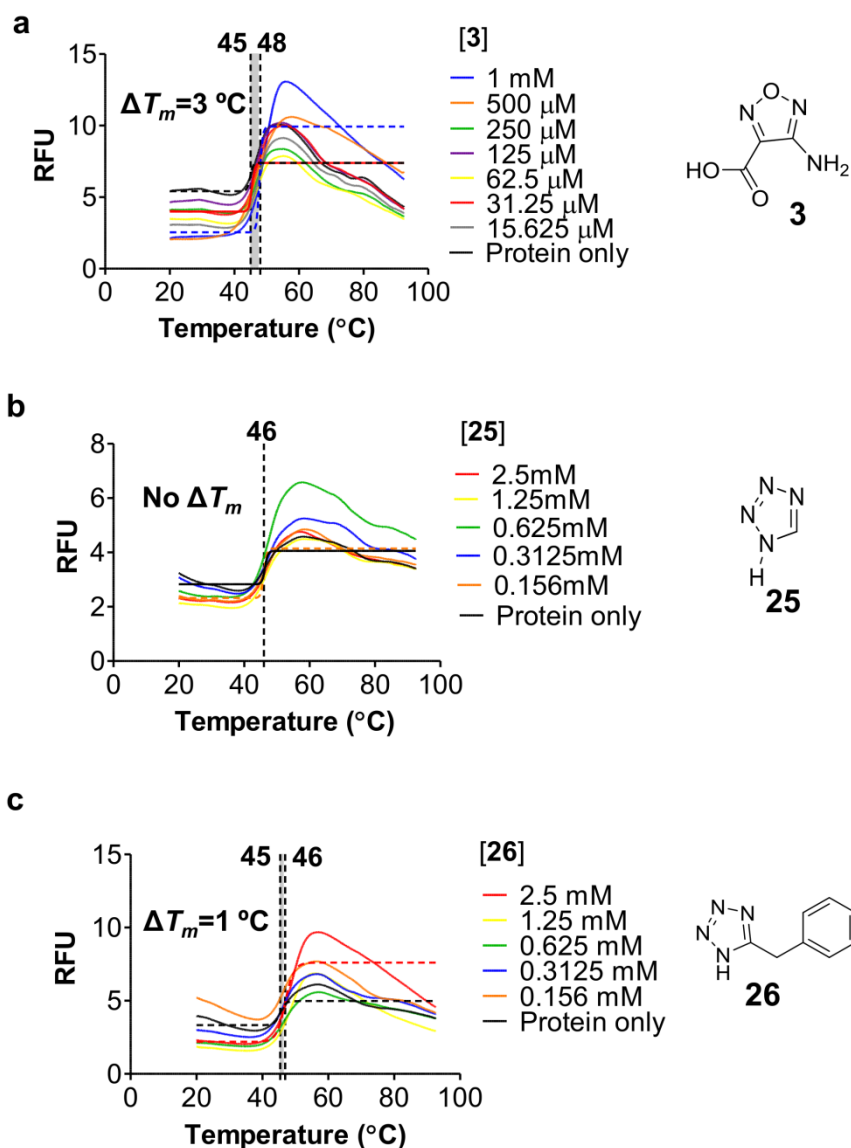 a
45 48
ΔTm=3 ºC
RFU
15
10
5
0
0 20 40 60 80 100
Temperature (°C)
[3]
1 mM
500 μM
250 μM
125 μM
62.5 μM
31.25 μM
15.625 μM
Protein only
O
N N
HO
O
NH2
3
b
46
No ΔTm
RFU
8
6
4
2
0
0 20 40 60 80 100
Temperature (°C)
[25]
2.5mM
1.25mM
0.625mM
0.3125mM
0.156mM
Protein only
N N
N
N
H
25
c
45 46
ΔTm=1 ºC
RFU
15
10
5
0
0 20 40 60 80 100
Temperature (°C)
[26]
2.5 mM
1.25 mM
0.625 mM
0.3125 mM
0.156 mM
Protein only
N N
N
N
H
26